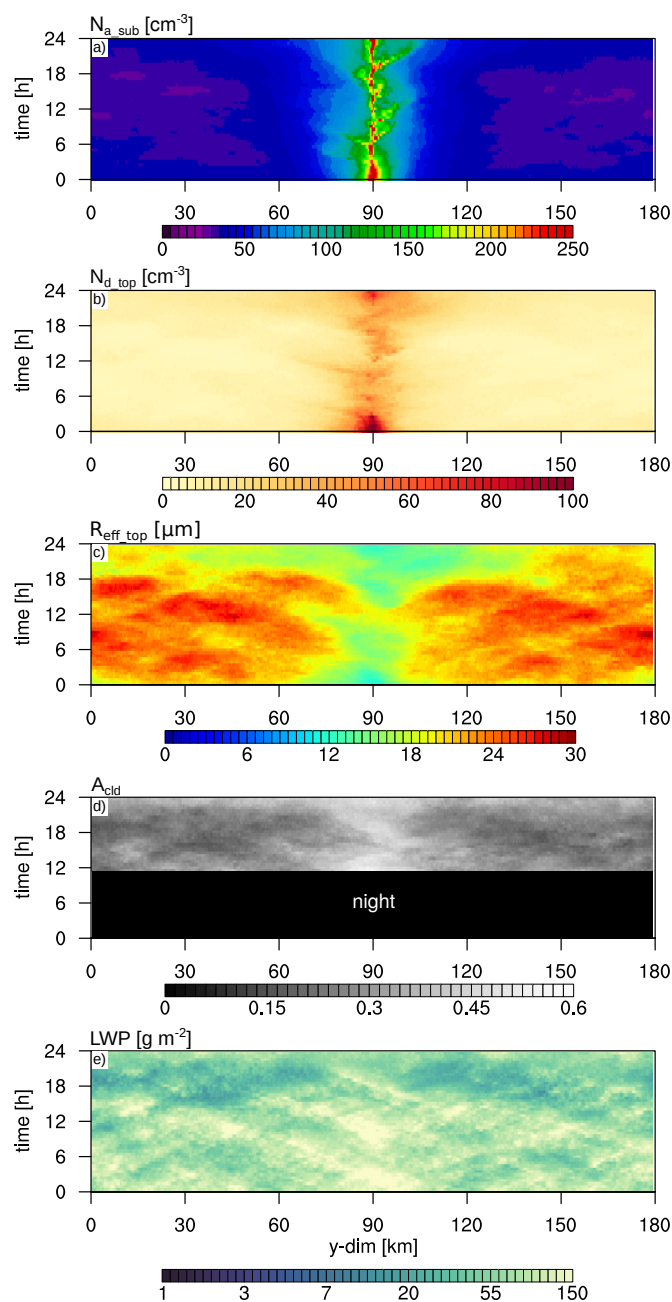 N_a_sub [cm-3]
a)
24
18
12
6
0
time [h]
0 30 60 90 120 150 180
0 50 100 150 200 250
N_d_top [cm-3]
b)
24
18
12
6
0
time [h]
0 30 60 90 120 150 180
0 20 40 60 80 100
R_eff_top [μm]
c)
24
18
12
6
0
time [h]
0 30 60 90 120 150 180
0 6 12 18 24 30
A_cld
d)
24
18
12
6
0
time [h]
night
0 30 60 90 120 150 180
0 0.15 0.3 0.45 0.6
LWP [g m-2]
e)
24
18
12
6
0
time [h]
0 30 60 90 120 150 180
y-dim [km]
1 3 7 20 55 150